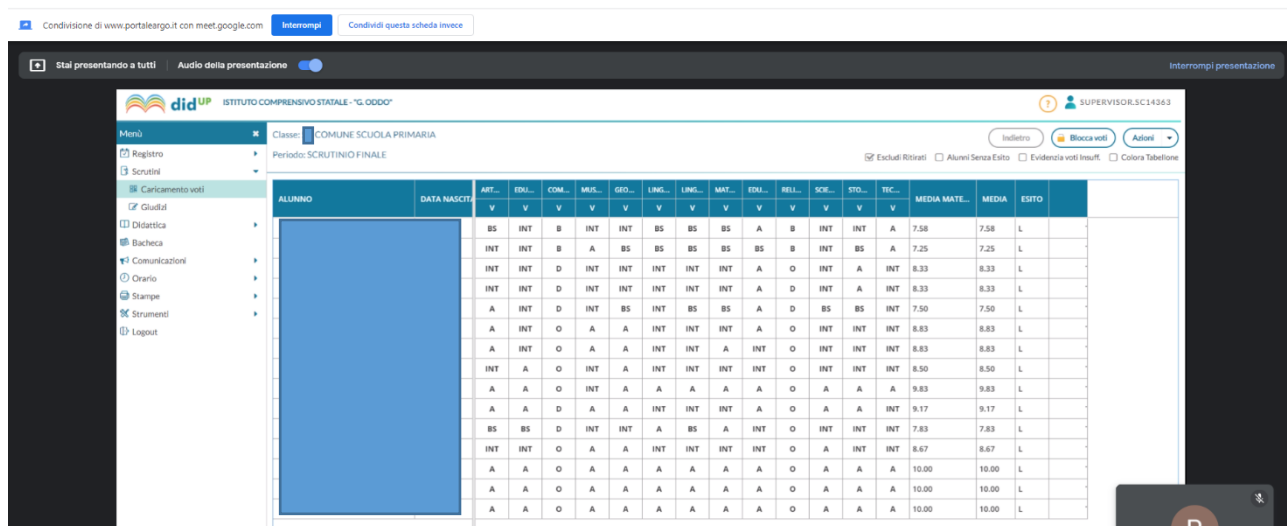 Condivisione di www.portaleargo.it con meet.google.com Interrompi Condividi questa scheda invece
Stai presentando a tutti Audio della presentazione Interrompi presentazione
didUP ISTITUTO COMPRENSIVO STATALE - "G. ODDO" ? SUPERVISOR.SC14363
Menù
Registro
Scrutini
Caricamento voti
Giudizi
Didattica
Bacheca
Comunicazioni
Orario
Stampe
Strumenti
Logout
Classe: COMUNE SCUOLA PRIMARIA Indietro Blocca voti Azioni
Periodo: SCRUTINIO FINALE Escludi Ritirati Alunni Senza Esito Evidenzia voti Insuff. Colora Tabellone
ALUNNO DATA NASCITA ART... EDU... COM... MUS... GEO... LING... LING... MAT... EDU... RELI... SCIE... STO... TEC... MEDIA MATE... MEDIA ESITO
V V V V V V V V V V V V V
BS INT B INT INT BS BS BS A B INT INT A 7.58 7.58 L
INT INT B A BS BS BS BS BS B INT BS A 7.25 7.25 L
INT INT D INT INT INT INT INT A O INT A INT 8.33 8.33 L
INT INT D INT INT INT INT INT A D INT A INT 8.33 8.33 L
A INT D INT BS INT BS BS A D BS BS INT 7.50 7.50 L
A INT O A A INT INT INT A O INT INT INT 8.83 8.83 L
A INT O A A INT INT A INT O INT INT INT 8.83 8.83 L
INT A O INT A INT INT INT INT O INT INT INT 8.50 8.50 L
A A O INT A A A A A O A A A 9.83 9.83 L
A A D A A INT INT INT A O A A INT 9.17 9.17 L
BS BS D INT INT A BS A INT O INT INT INT 7.83 7.83 L
INT INT O A A INT INT INT INT O A INT INT 8.67 8.67 L
A A O A A A A A A O A A A 10.00 10.00 L
A A O A A A A A A O A A A 10.00 10.00 L
A A O A A A A A A O A A A 10.00 10.00 L